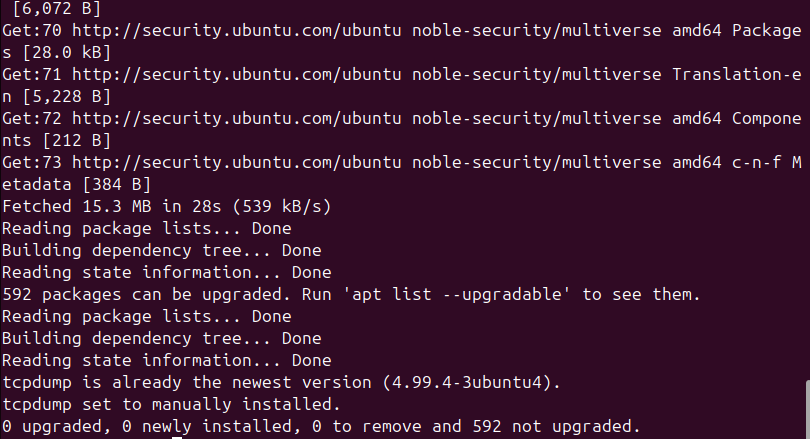 [6,072 B]
Get:70 http://security.ubuntu.com/ubuntu noble-security/multiverse amd64 Package
s [28.0 kB]
Get:71 http://security.ubuntu.com/ubuntu noble-security/multiverse Translation-e
n [5,228 B]
Get:72 http://security.ubuntu.com/ubuntu noble-security/multiverse amd64 Compone
nts [212 B]
Get:73 http://security.ubuntu.com/ubuntu noble-security/multiverse amd64 c-n-f M
etadata [384 B]
Fetched 15.3 MB in 28s (539 kB/s)
Reading package lists... Done
Building dependency tree... Done
Reading state information... Done
592 packages can be upgraded. Run 'apt list --upgradable' to see them.
Reading package lists... Done
Building dependency tree... Done
Reading state information... Done
tcpdump is already the newest version (4.99.4-3ubuntu4).
tcpdump set to manually installed.
0 upgraded, 0 newly installed, 0 to remove and 592 not upgraded.